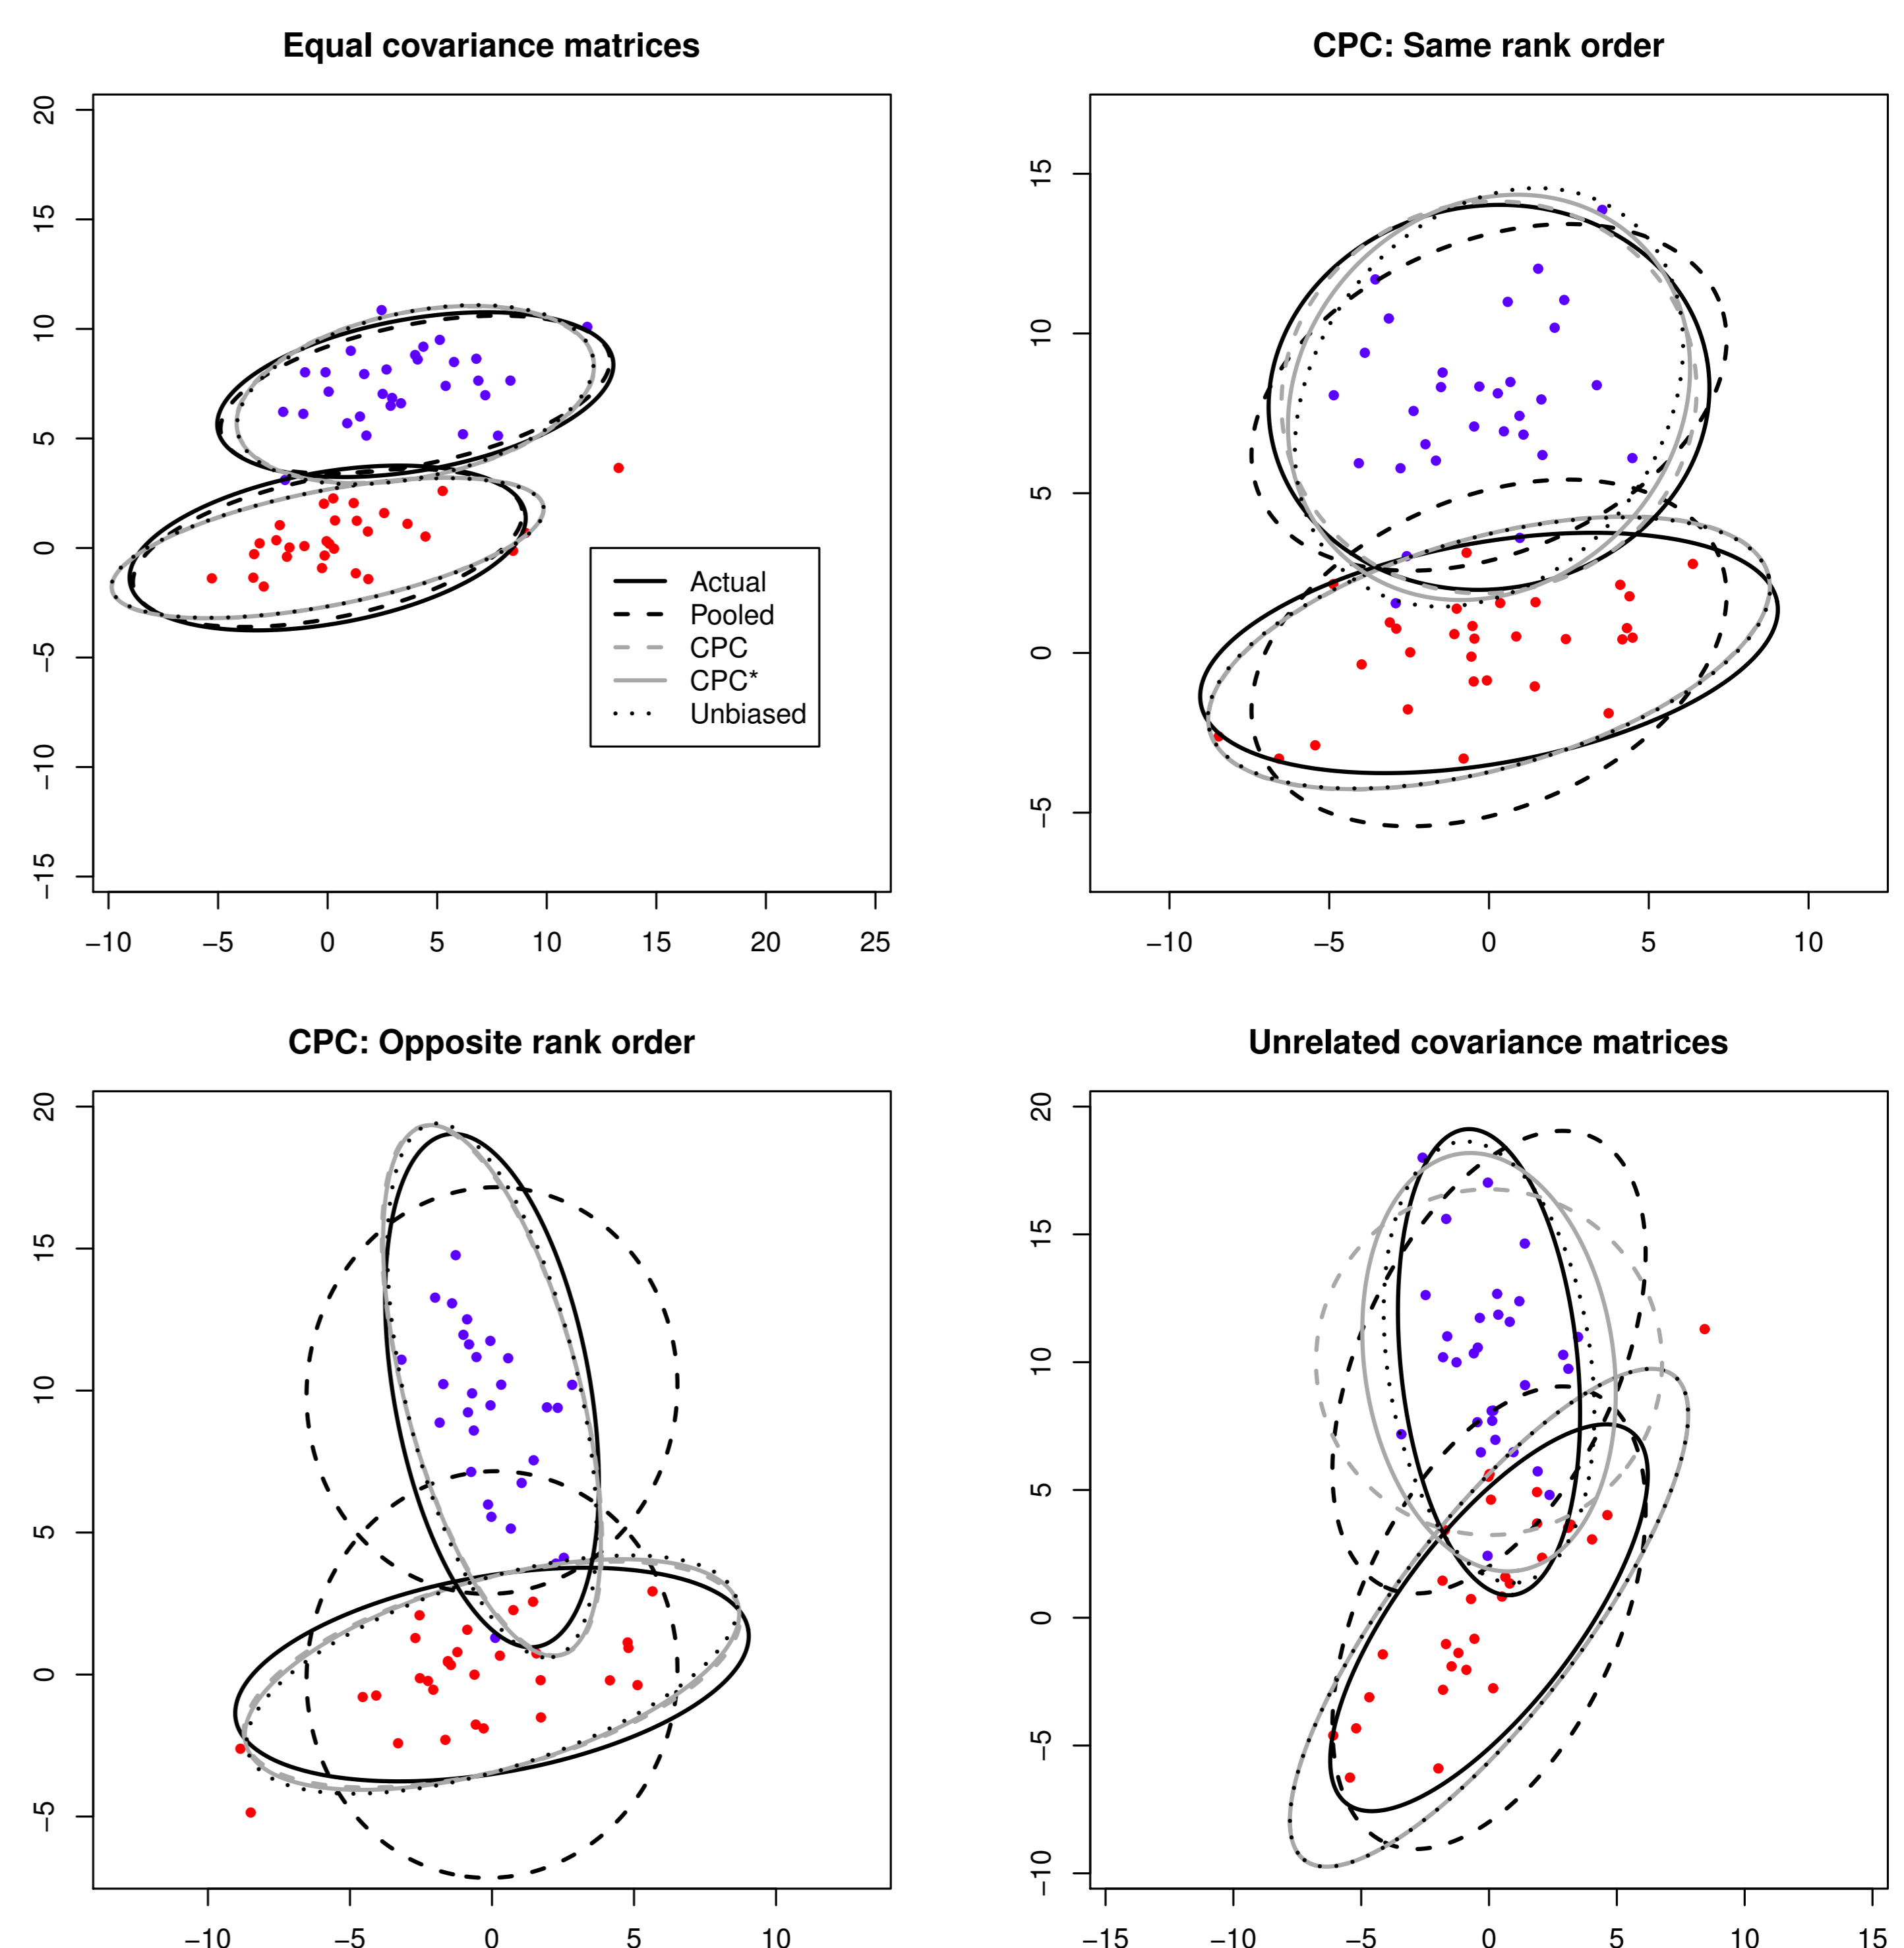 Equal covariance matrices
20
15
10
5
0
−5
−10
−15
−10 −5 0 5 10 15 20 25
Actual
Pooled
CPC
CPC*
Unbiased
CPC: Same rank order
15
10
5
0
−5
−10 −5 0 5 10
CPC: Opposite rank order
20
15
10
5
0
−5
−10 −5 0 5 10
Unrelated covariance matrices
20
15
10
5
0
−5
−10
−15 −10 −5 0 5 10 15